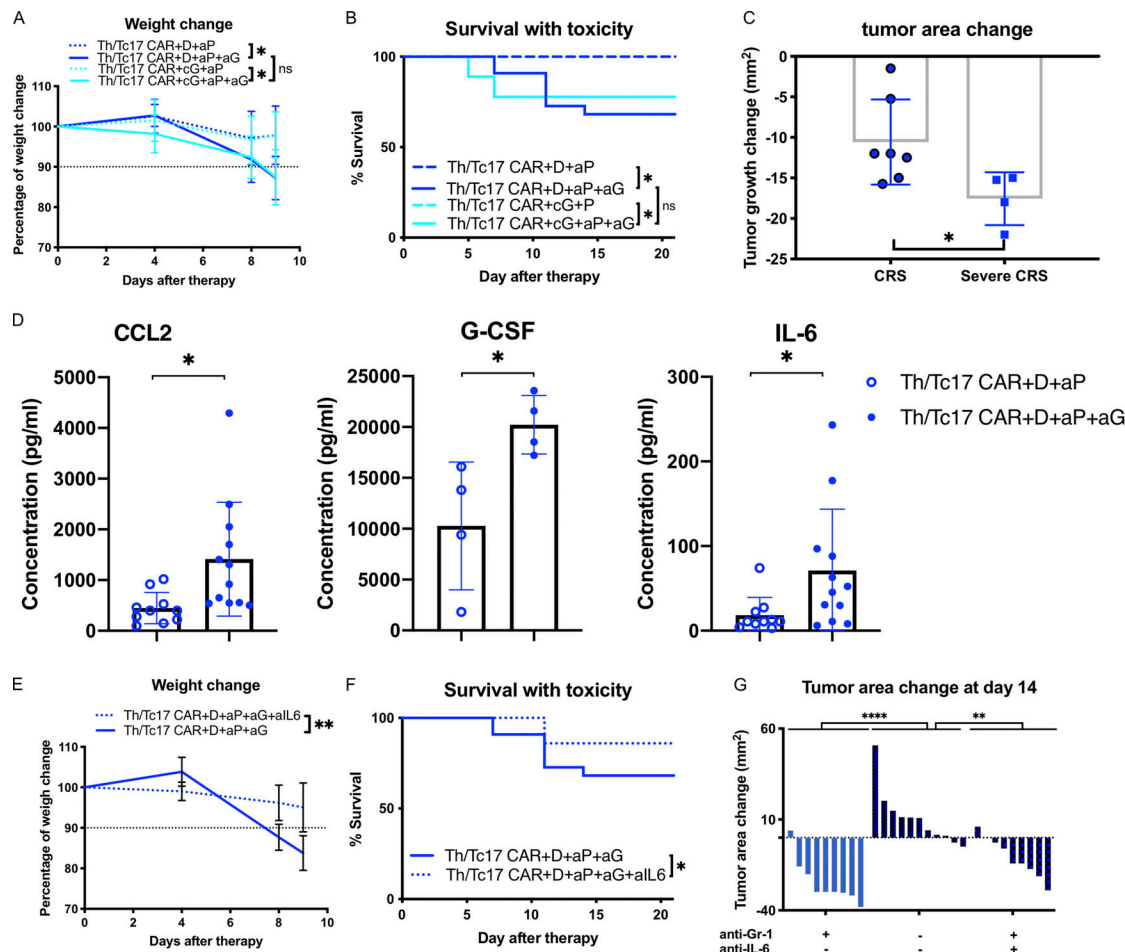 A
Weight change
Th/Tc17 CAR+D+aP
Th/Tc17 CAR+D+aP+aG
Th/Tc17 CAR+cG+aP
Th/Tc17 CAR+cG+aP+aG
*
*
ns
Percentage of weight change
110
100
90
80
70
0 2 4 6 8 10
Days after therapy
B
Survival with toxicity
% Survival
100
50
0
Th/Tc17 CAR+D+aP
Th/Tc17 CAR+D+aP+aG
Th/Tc17 CAR+cG+P
Th/Tc17 CAR+cG+aP+aG
*
*
ns
0 5 10 15 20
Day after therapy
C
tumor area change
Tumor growth change (mm²)
0
-5
-10
-15
-20
-25
*
CRS Severe CRS
D
CCL2
*
Concentration (pg/ml)
5000
4000
3000
2000
1000
0
G-CSF
*
Concentration (pg/ml)
25000
20000
15000
10000
5000
0
IL-6
*
Concentration (pg/ml)
300
200
100
0
Th/Tc17 CAR+D+aP
Th/Tc17 CAR+D+aP+aG
E
Weight change
Th/Tc17 CAR+D+aP+aG+aIL6
Th/Tc17 CAR+D+aP+aG
**
Percentage of weigh change
110
100
90
80
70
0 2 4 6 8 10
Days after therapy
F
Survival with toxicity
% Survival
100
50
0
Th/Tc17 CAR+D+aP+aG
Th/Tc17 CAR+D+aP+aG+aIL6
*
0 5 10 15 20
Day after therapy
G
Tumor area change at day 14
**** **
Tumor area change (mm²)
60
10
-40
anti-Gr-1 + - +
anti-IL-6 - - +